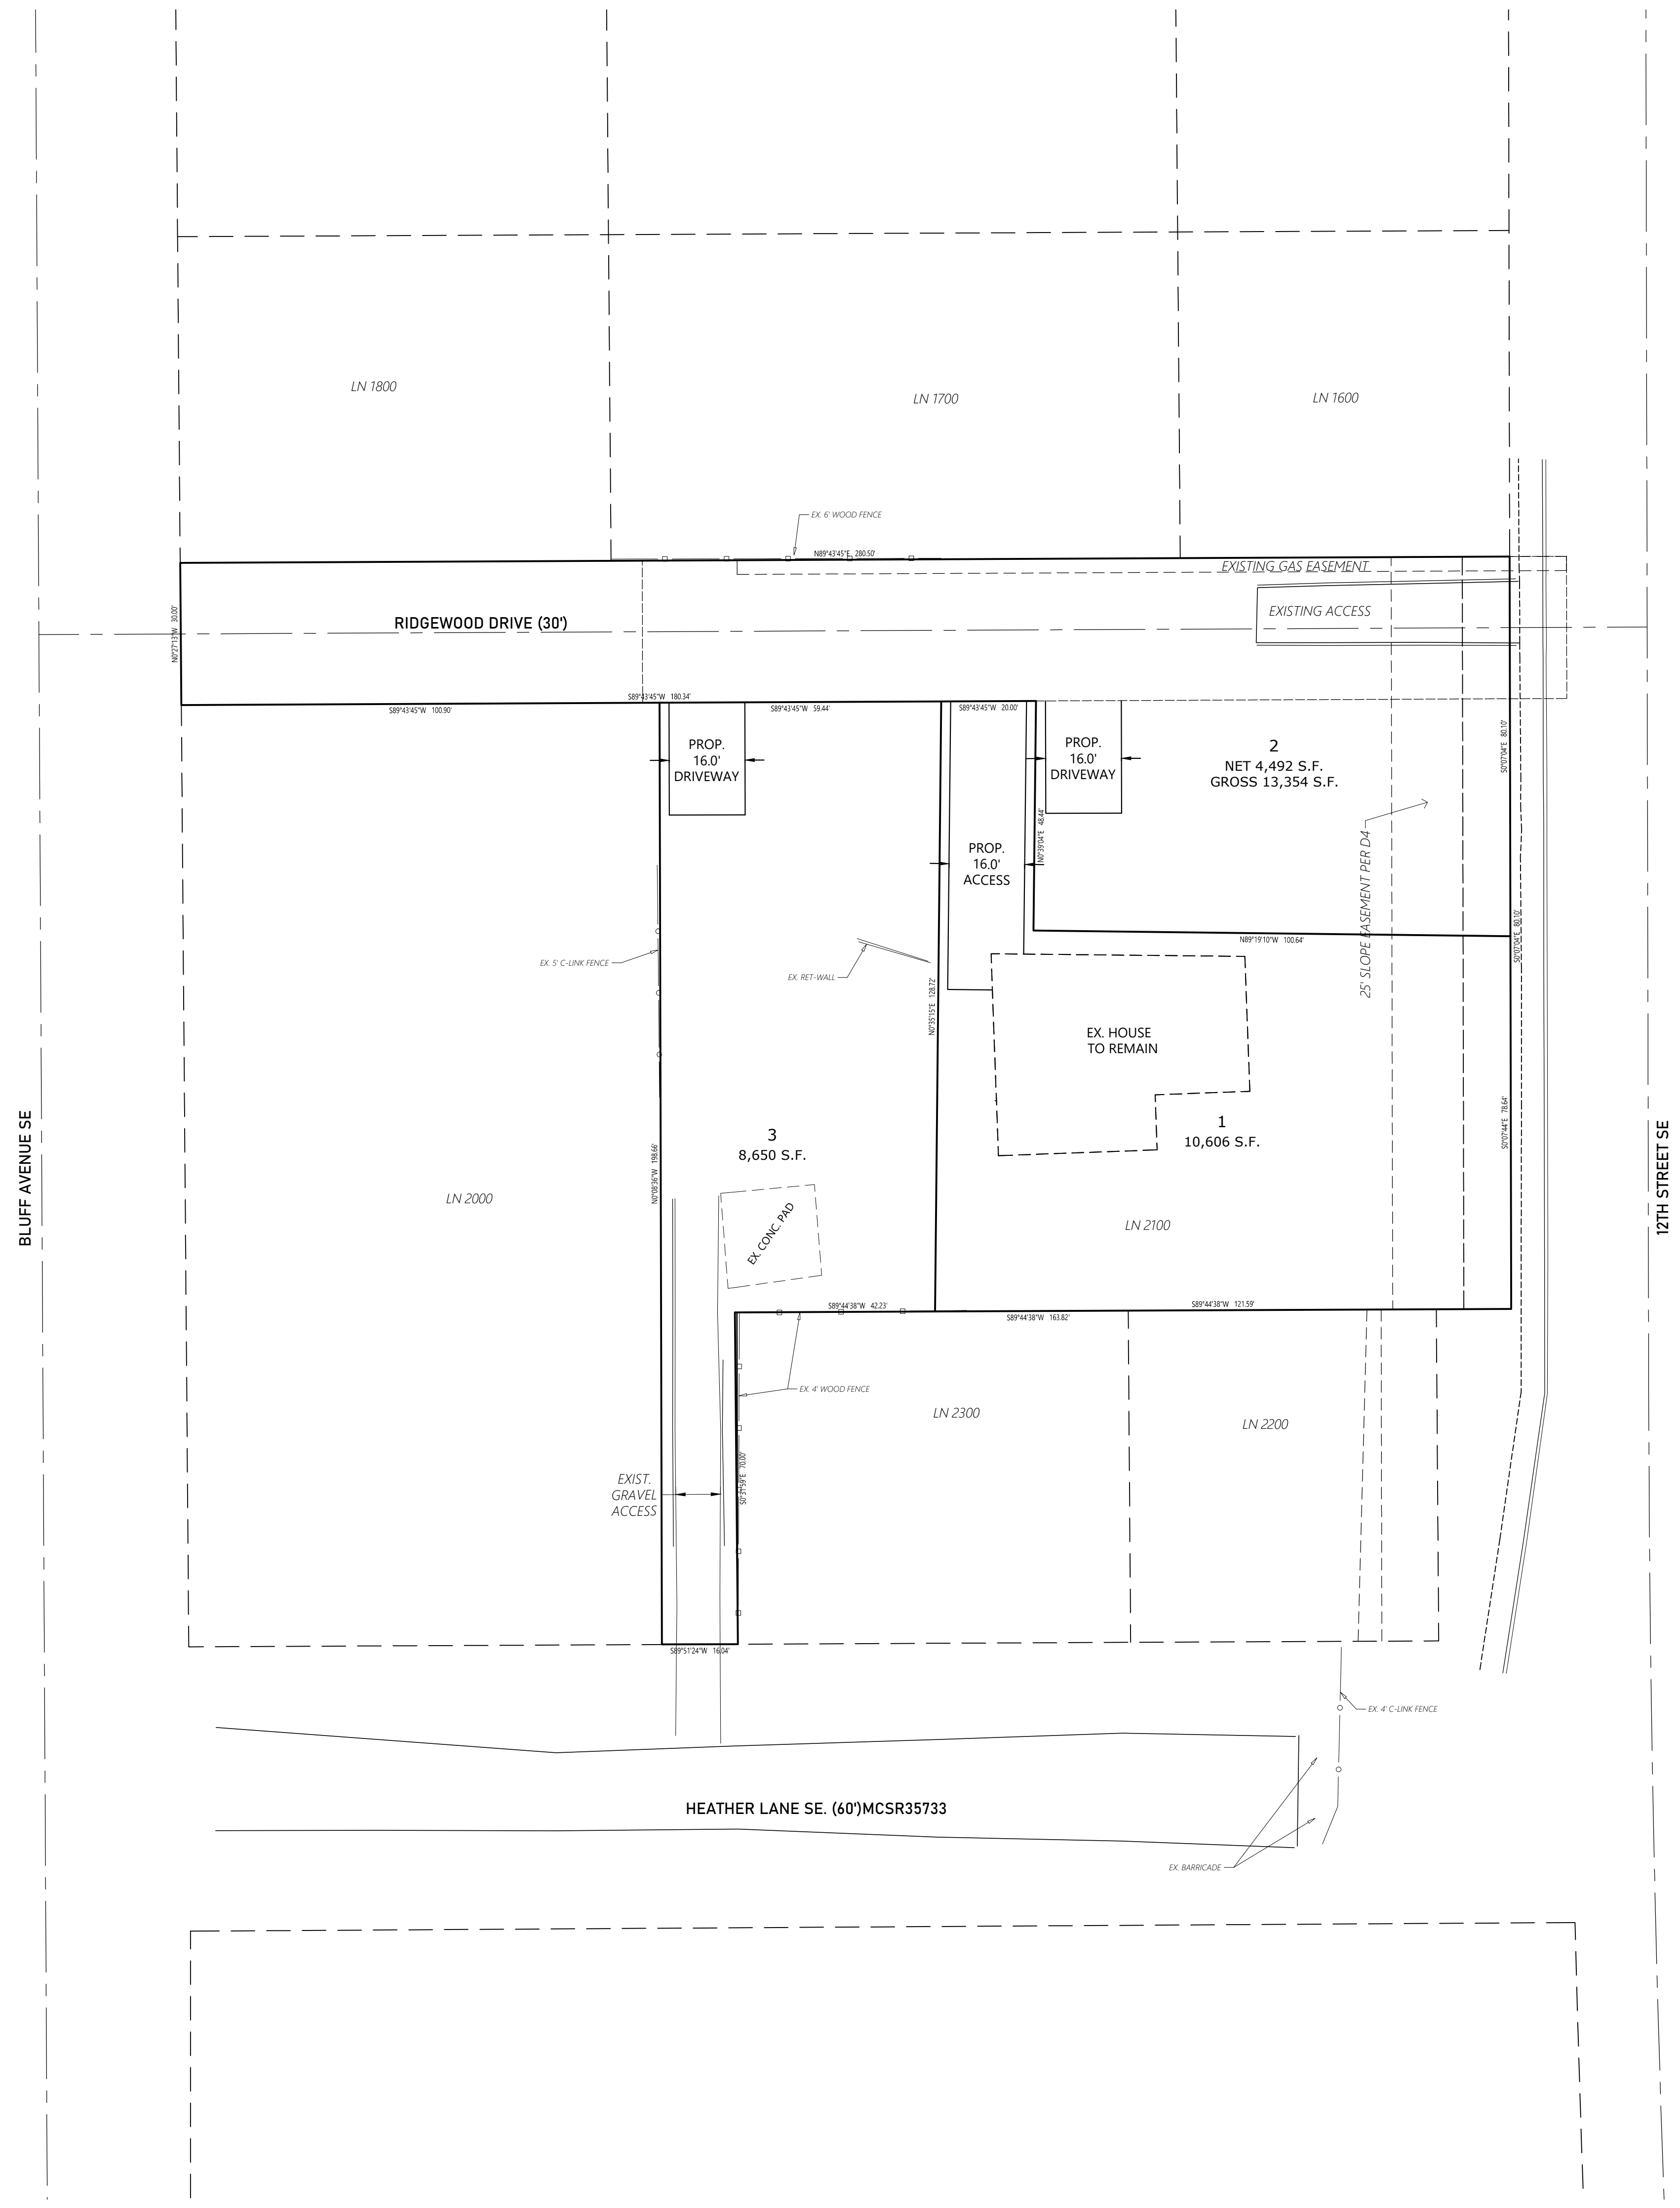 LN 1800
LN 1700
LN 1600
EX. 6' WOOD FENCE
N89°43'45"E 280.50'
EXISTING GAS EASEMENT
EXISTING ACCESS
RIDGEWOOD DRIVE (30')
N0°27'13"W 30.00'
S89°43'45"W 180.34'
S89°43'45"W 100.90'
S89°43'45"W 59.44'
S89°43'45"W 20.00'
PROP.
16.0'
DRIVEWAY
PROP.
16.0'
DRIVEWAY
2
NET 4,492 S.F.
GROSS 13,354 S.F.
S0°07'04"E 80.10'
N0°39'04"E 48.44'
PROP.
16.0'
ACCESS
25' SLOPE EASEMENT PER D4
S0°07'04"E 80.10'
N89°19'10"W 100.64'
EX. 5' C-LINK FENCE
EX. RET-WALL
N0°35'15"E 128.72'
EX. HOUSE
TO REMAIN
1
10,606 S.F.
S0°07'44"E 78.64'
3
8,650 S.F.
N0°08'36"W 198.66'
BLUFF AVENUE SE
12TH STREET SE
LN 2000
LN 2100
EX. CONC. PAD
S89°44'38"W 42.23'
S89°44'38"W 121.59'
S89°44'38"W 163.82'
EX. 4' WOOD FENCE
LN 2300
LN 2200
EXIST.
GRAVEL
ACCESS
S0°31'59"E 70.00'
S89°51'24"W 16.04'
EX. 4' C-LINK FENCE
HEATHER LANE SE. (60')MCSR35733
EX. BARRICADE